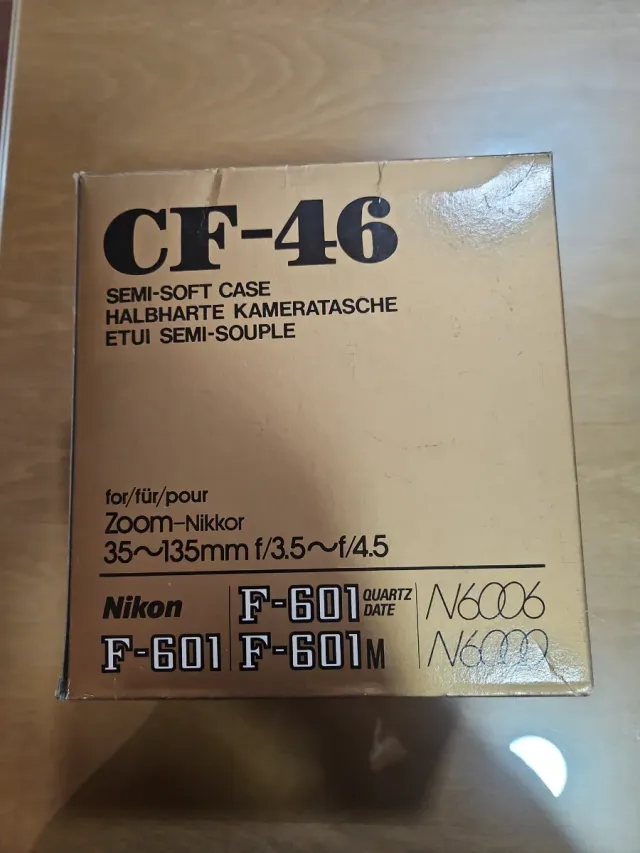 CF-46
SEMI-SOFT CASE
HALBHARTE KAMERATASCHE
ETUI SEMI-SOUPLE
for/für/pour
Zoom-Nikkor
35~135mm f/3.5~f/4.5
Nikon
F-601
F-601 QUARTZ DATE
F-601M
N6006
N6000